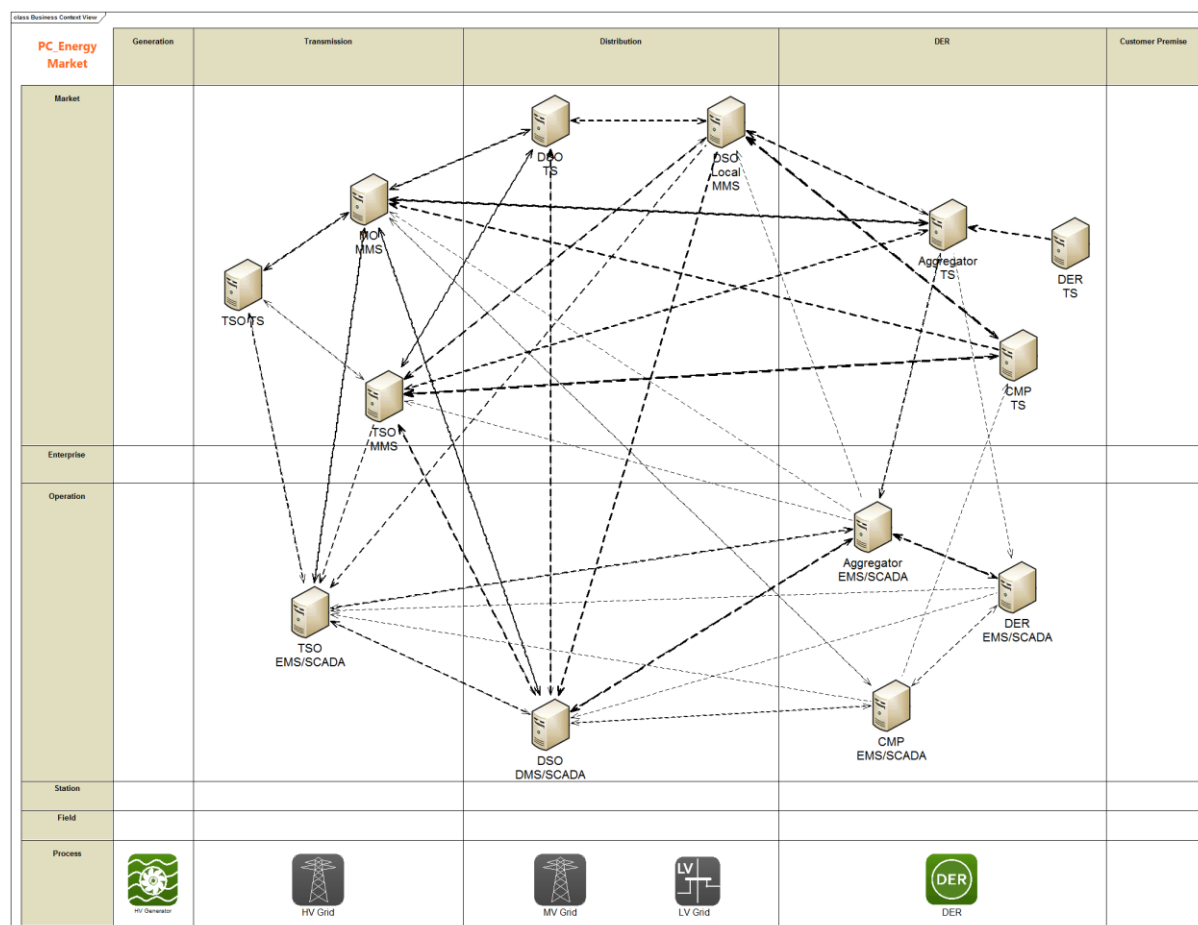 class Business Context View
PC_Energy
Market
Generation
Transmission
Distribution
DER
Customer Premise
Market
DSO
TS
DSO
Local
MMS
MO
MMS
Aggregator
TS
DER
TS
TSO TS
CMP
TS
TSO
MMS
Enterprise
Operation
Aggregator
EMS/SCADA
DER
EMS/SCADA
TSO
EMS/SCADA
CMP
EMS/SCADA
DSO
DMS/SCADA
Station
Field
Process
HV Generator
HV Grid
MV Grid
LV
LV Grid
DER
DER